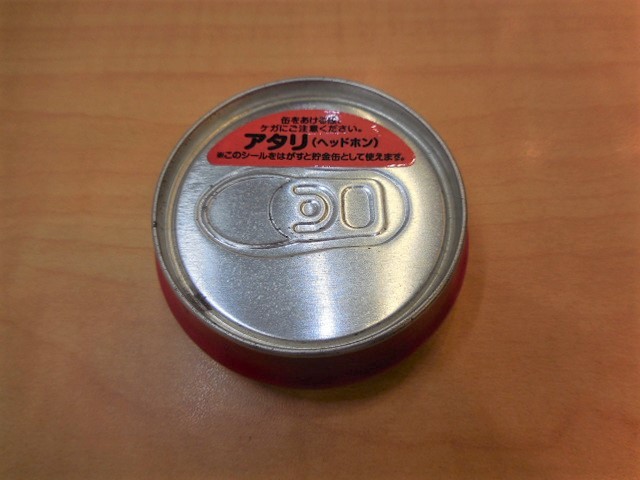 缶をあける際、
ケガにご注意ください。
アタリ(ヘッドホン)
※このシールをはがすと貯金缶として使えます。